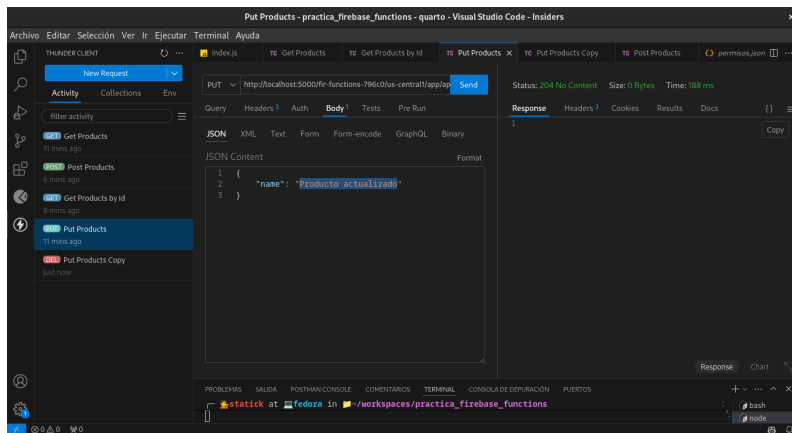 Put Products - practica_firebase_functions - quarto - Visual Studio Code - Insiders
Archivo Editar Selección Ver Ir Ejecutar Terminal Ayuda
THUNDER CLIENT
index.js
TC Get Products
TC Get Products by Id
TC Put Products
TC Put Products Copy
TC Post Products
permisos.json
New Request
Activity Collections Env
filter activity
GET Get Products
11 mins ago
POST Post Products
6 mins ago
GET Get Products by Id
8 mins ago
PUT Put Products
11 mins ago
DEL Put Products Copy
just now
PUT http://localhost:5000/fir-functions-796c0/us-central1/app/ap Send
Query Headers 3 Auth Body 1 Tests Pre Run
JSON XML Text Form Form-encode GraphQL Binary
JSON Content Format
1 {
2 "name": "Producto actualizado"
3 }
Status: 204 No Content Size: 0 Bytes Time: 188 ms
Response Headers 3 Cookies Results Docs {}
1
Copy
Response Chart
PROBLEMAS SALIDA POSTMAN CONSOLE COMENTARIOS TERMINAL CONSOLA DE DEPURACIÓN PUERTOS
statick at fedora in ~/workspaces/practica_firebase_functions
bash
node
1
0 0 0